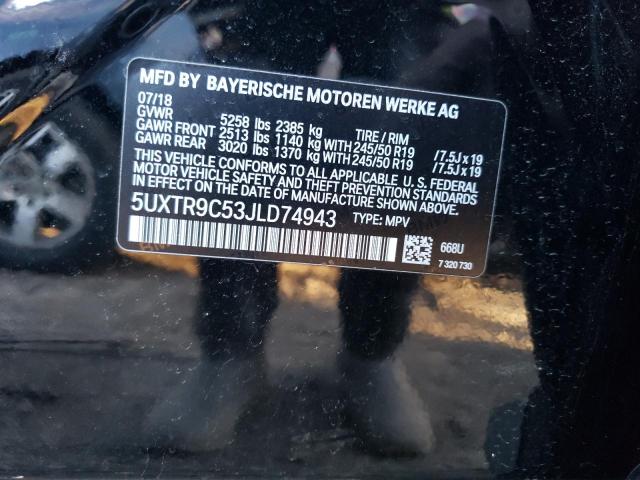 MFD BY BAYERISCHE MOTOREN WERKE AG
07/18
GVWR 5258 lbs 2385 kg TIRE / RIM
GAWR FRONT 2513 lbs 1140 kg WITH 245/50 R19 /7.5J x 19
GAWR REAR 3020 lbs 1370 kg WITH 245/50 R19 /7.5J x 19
THIS VEHICLE CONFORMS TO ALL APPLICABLE U.S. FEDERAL
MOTOR VEHICLE SAFETY AND THEFT PREVENTION STANDARDS
IN EFFECT ON THE DATE OF MANUFACTURE SHOWN ABOVE.
5UXTR9C53JLD74943 TYPE: MPV
668U
7 320 730